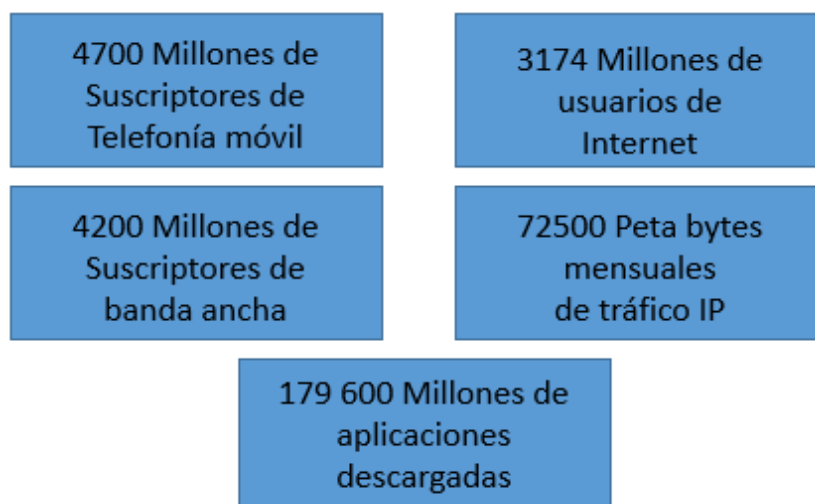 4700 Millones de
Suscriptores de
Telefonía móvil
3174 Millones de
usuarios de
Internet
4200 Millones de
Suscriptores de
banda ancha
72500 Peta bytes
mensuales
de tráfico IP
179 600 Millones de
aplicaciones
descargadas